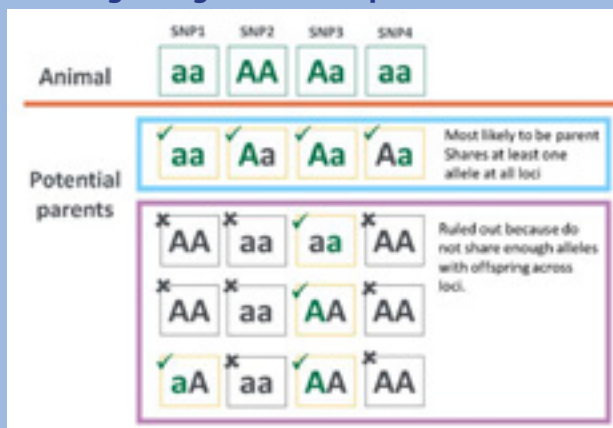 SNP1 SNP2 SNP3 SNP4
Animal aa AA Aa aa
Potential parents
✓ aa ✓ Aa ✓ Aa ✓ Aa
Most likely to be parent
Shares at least one
allele at all loci
✗ AA ✗ aa ✓ aa ✗ AA
Ruled out because do
not share enough alleles
with offspring across
loci.
✗ AA ✗ aa ✓ AA ✗ AA
✓ aA ✗ aa ✓ AA ✗ AA